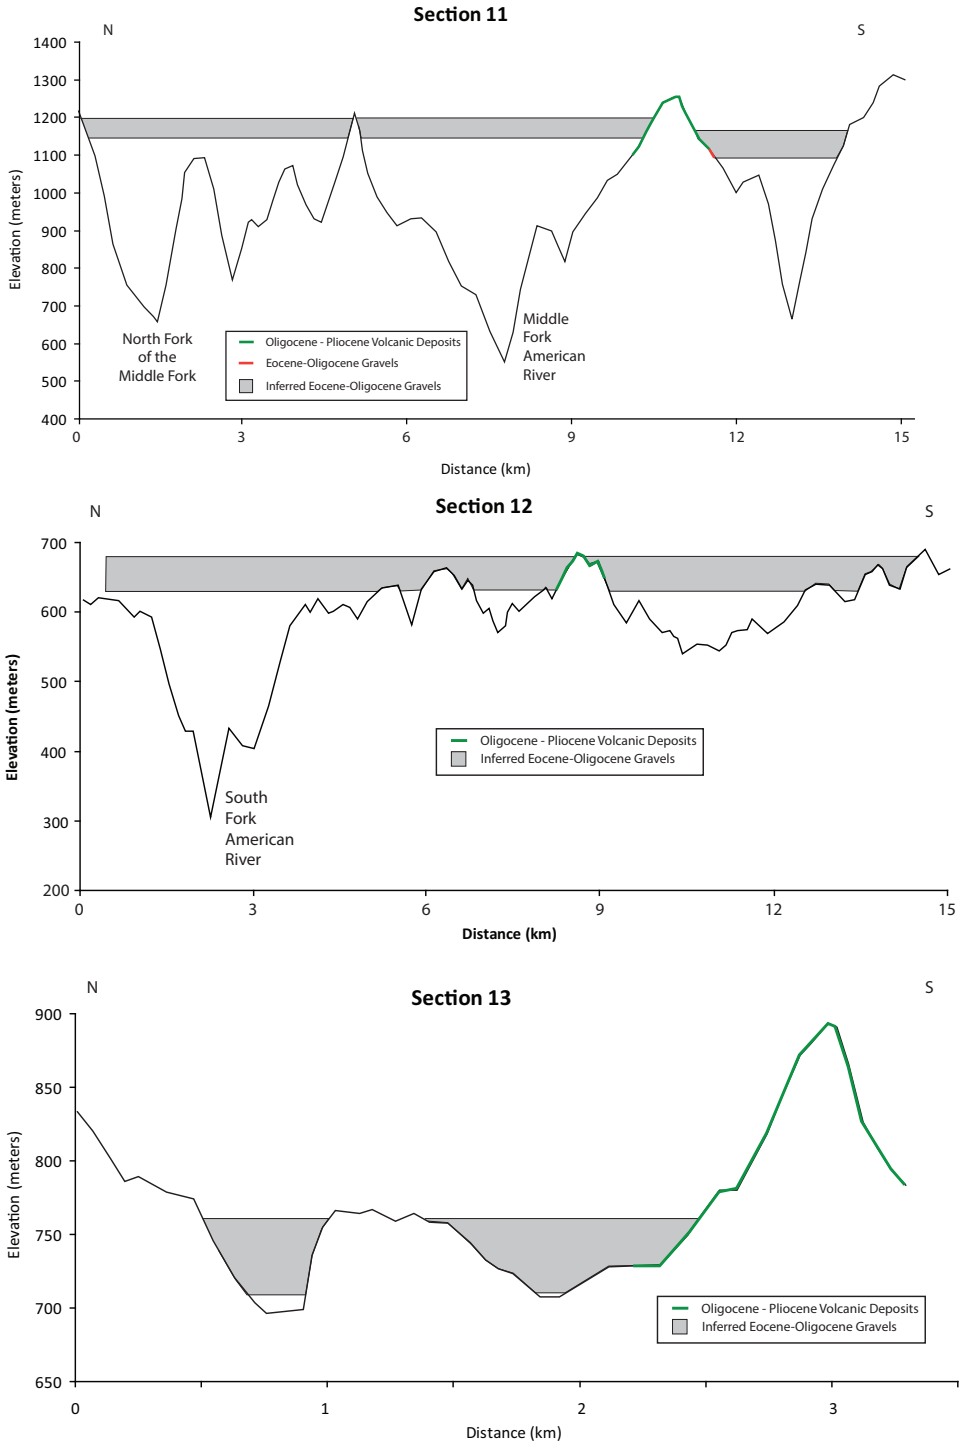 Section 11
N
S
1400
1300
1200
1100
1000
900
800
700
600
500
400
Elevation (meters)
North Fork
of the
Middle Fork
Middle
Fork
American
River
Oligocene - Pliocene Volcanic Deposits
Eocene-Oligocene Gravels
Inferred Eocene-Oligocene Gravels
0
3
6
9
12
15
Distance (km)
Section 12
N
S
700
600
500
400
300
200
Elevation (meters)
South
Fork
American
River
Oligocene - Pliocene Volcanic Deposits
Inferred Eocene-Oligocene Gravels
0
3
6
9
12
15
Distance (km)
Section 13
N
S
900
850
800
750
700
650
Elevation (meters)
Oligocene - Pliocene Volcanic Deposits
Inferred Eocene-Oligocene Gravels
0
1
2
3
Distance (km)